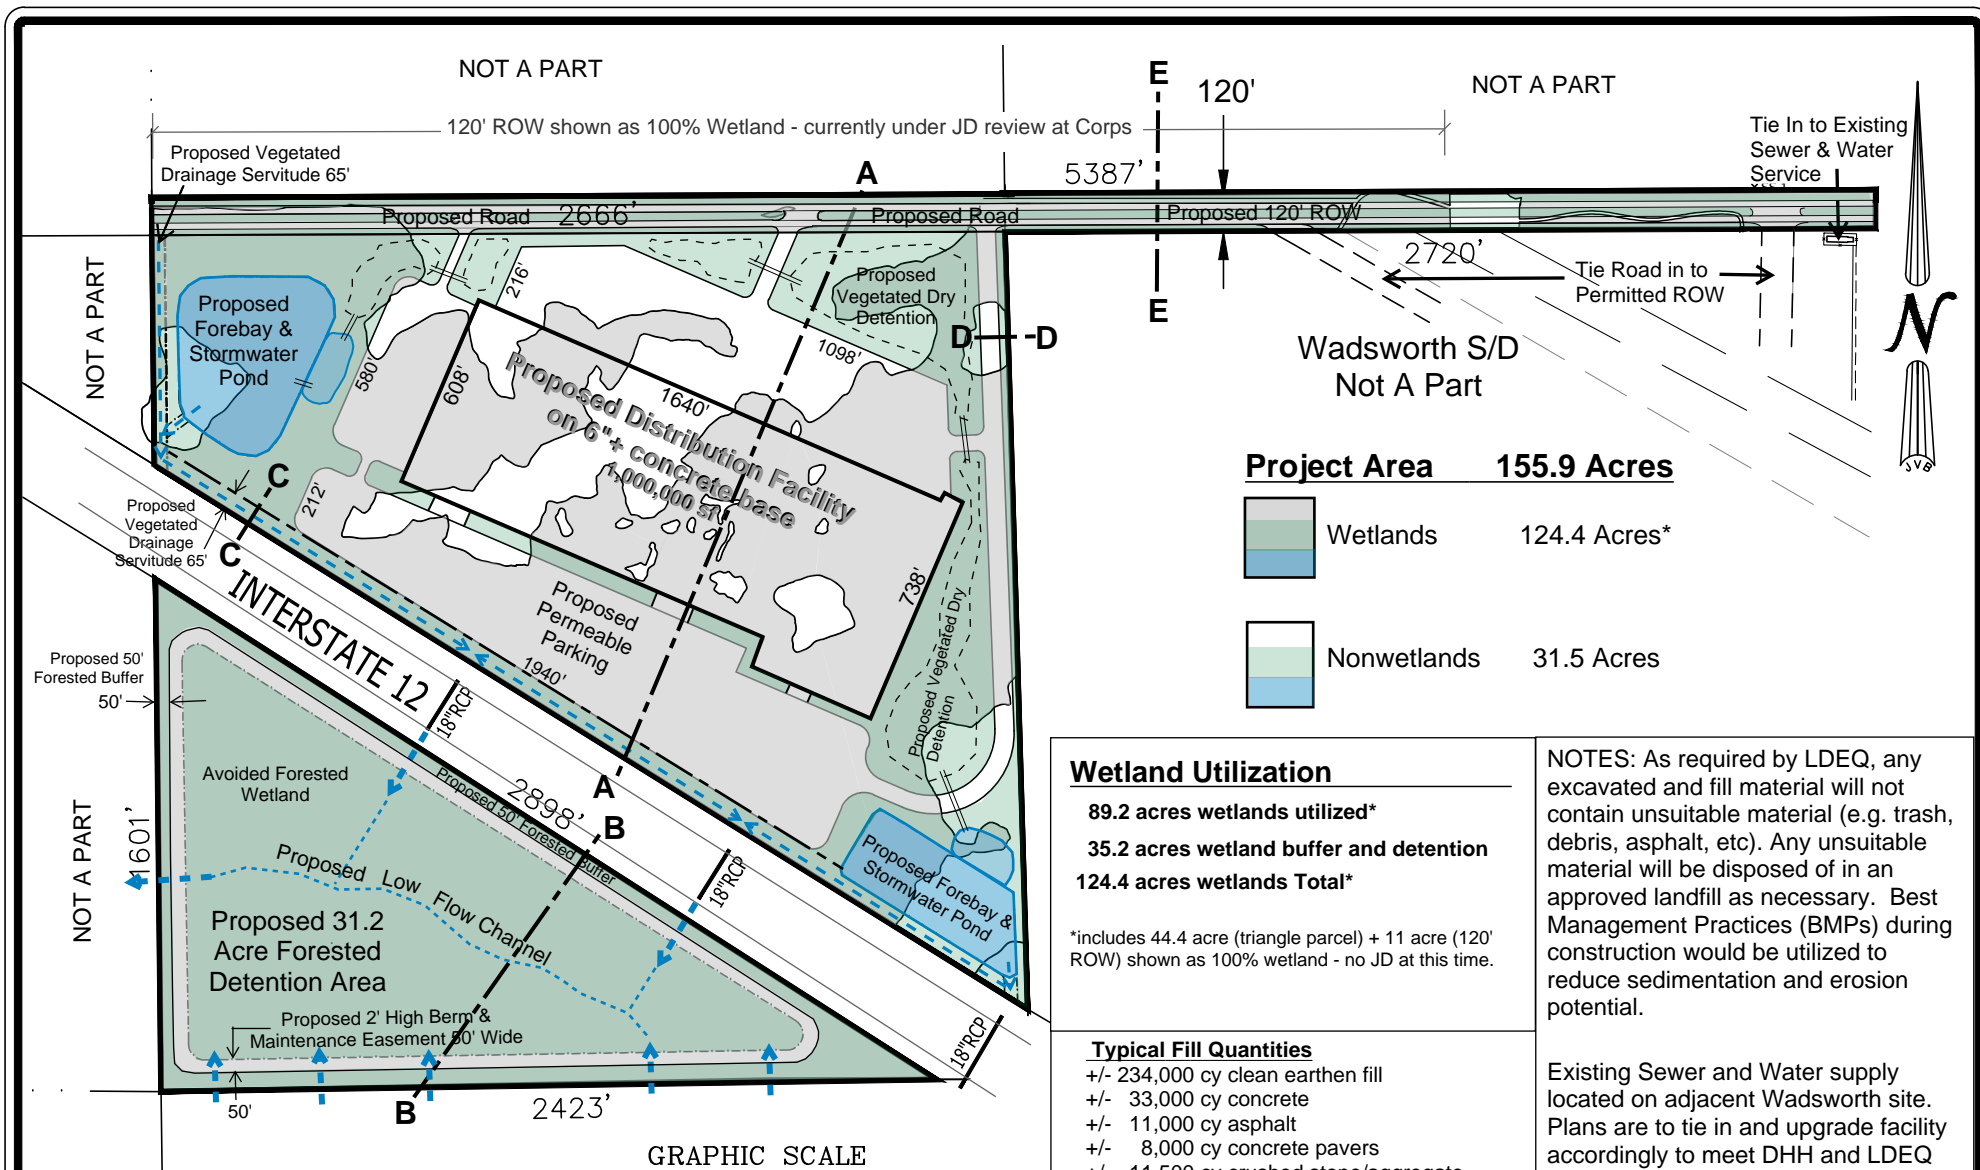 NOT A PART
E
120'
NOT A PART
120' ROW shown as 100% Wetland - currently under JD review at Corps
Tie In to Existing
Sewer & Water
Service
Proposed Vegetated
Drainage Servitude 65'
A
5387'
Proposed Road
2666'
Proposed Road
Proposed 120' ROW
2720'
Tie Road in to
Permitted ROW
E
N
JVB
NOT A PART
216'
Proposed
Vegetated Dry
Detention
Proposed
Forebay &
Stormwater
Pond
D
D
1098'
580'
608'
1640'
Proposed Distribution Facility
on 6"+ concrete base
1,000,000 sf
Wadsworth S/D
Not A Part
Project Area 155.9 Acres
Wetlands 124.4 Acres*
Nonwetlands 31.5 Acres
C
C
212'
Proposed
Vegetated
Drainage
Servitude 65'
INTERSTATE 12
Proposed
Permeable
Parking
1940'
738'
Proposed Vegetated Dry
Detention
Proposed 50'
Forested Buffer
50'
18"RCP
Avoided Forested
Wetland
2898'
Proposed 50' Forested Buffer
A
B
18"RCP
Proposed Forebay &
Stormwater Pond
NOT A PART
1601'
Proposed Low Flow Channel
Proposed 31.2
Acre Forested
Detention Area
Proposed 2' High Berm &
Maintenance Easement 50' Wide
18"RCP
50'
B
2423'
GRAPHIC SCALE
Wetland Utilization
89.2 acres wetlands utilized*
35.2 acres wetland buffer and detention
124.4 acres wetlands Total*
*includes 44.4 acre (triangle parcel) + 11 acre (120'
ROW) shown as 100% wetland - no JD at this time.
Typical Fill Quantities
+/- 234,000 cy clean earthen fill
+/- 33,000 cy concrete
+/- 11,000 cy asphalt
+/- 8,000 cy concrete pavers
+/- 11,500 cy crushed stone/aggregate
NOTES: As required by LDEQ, any
excavated and fill material will not
contain unsuitable material (e.g. trash,
debris, asphalt, etc). Any unsuitable
material will be disposed of in an
approved landfill as necessary. Best
Management Practices (BMPs) during
construction would be utilized to
reduce sedimentation and erosion
potential.
Existing Sewer and Water supply
located on adjacent Wadsworth site.
Plans are to tie in and upgrade facility
accordingly to meet DHH and LDEQ